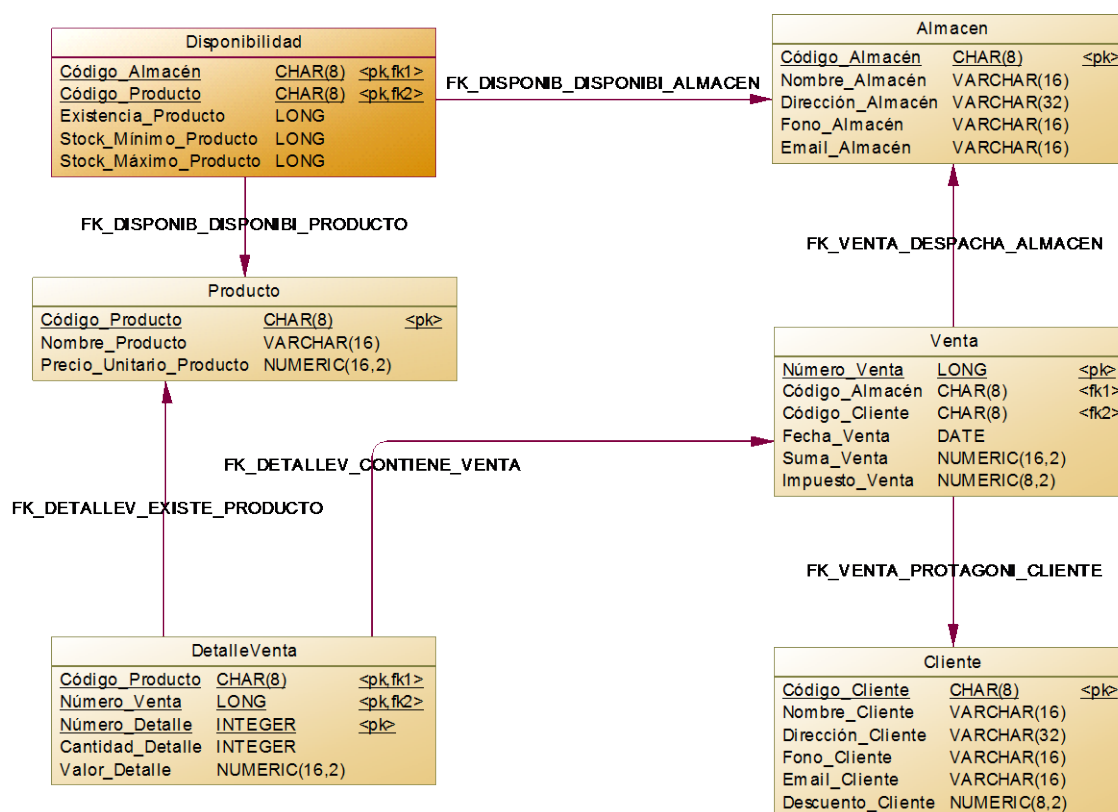 Disponibilidad
Código_Almacén CHAR(8) <pk,fk1>
Código_Producto CHAR(8) <pk,fk2>
Existencia_Producto LONG
Stock_Mínimo_Producto LONG
Stock_Máximo_Producto LONG
FK_DISPONIB_DISPONIBI_ALMACEN
Almacen
Código_Almacén CHAR(8) <pk>
Nombre_Almacén VARCHAR(16)
Dirección_Almacén VARCHAR(32)
Fono_Almacén VARCHAR(16)
Email_Almacén VARCHAR(16)
FK_DISPONIB_DISPONIBI_PRODUCTO
FK_VENTA_DESPACHA_ALMACEN
Producto
Código_Producto CHAR(8) <pk>
Nombre_Producto VARCHAR(16)
Precio_Unitario_Producto NUMERIC(16,2)
Venta
Número_Venta LONG <pk>
Código_Almacén CHAR(8) <fk1>
Código_Cliente CHAR(8) <fk2>
Fecha_Venta DATE
Suma_Venta NUMERIC(16,2)
Impuesto_Venta NUMERIC(8,2)
FK_DETALLEV_CONTIENE_VENTA
FK_DETALLEV_EXISTE_PRODUCTO
FK_VENTA_PROTAGONI_CLIENTE
DetalleVenta
Código_Producto CHAR(8) <pk,fk1>
Número_Venta LONG <pk,fk2>
Número_Detalle INTEGER <pk>
Cantidad_Detalle INTEGER
Valor_Detalle NUMERIC(16,2)
Cliente
Código_Cliente CHAR(8) <pk>
Nombre_Cliente VARCHAR(16)
Dirección_Cliente VARCHAR(32)
Fono_Cliente VARCHAR(16)
Email_Cliente VARCHAR(16)
Descuento_Cliente NUMERIC(8,2)